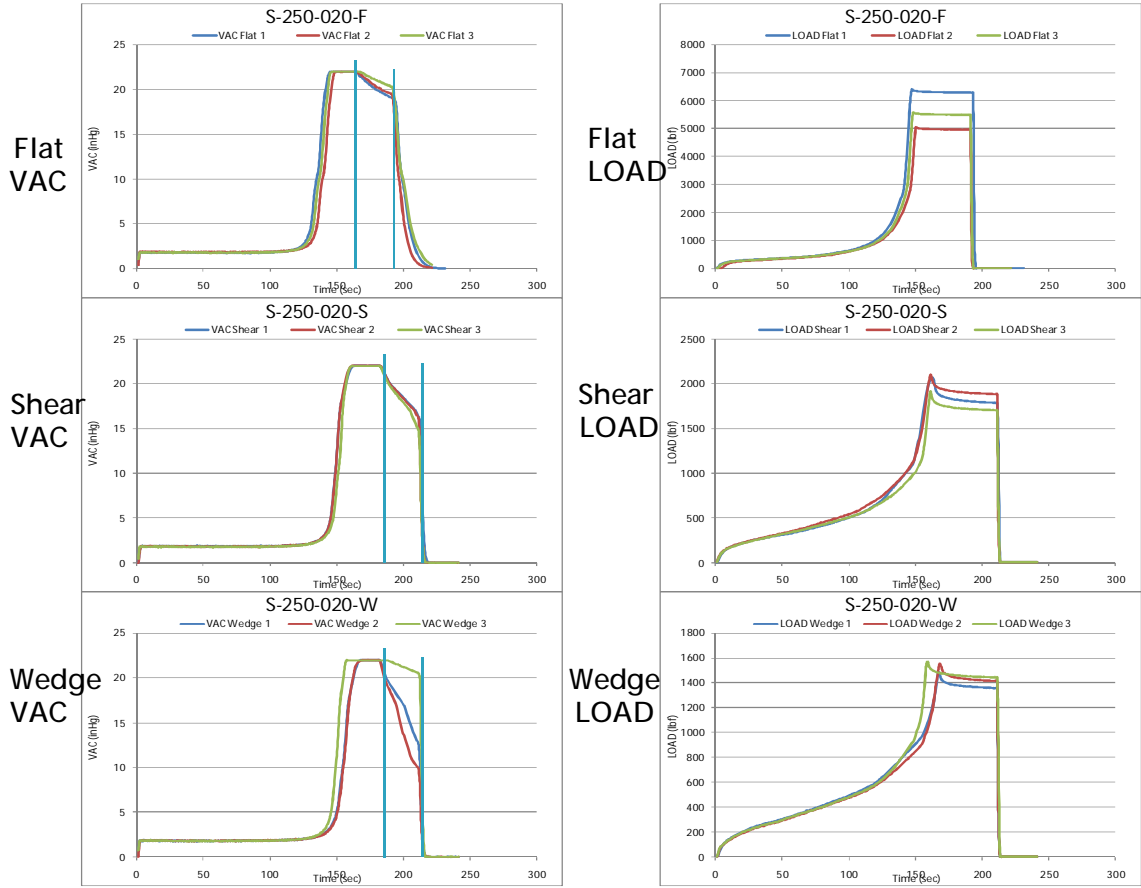 S-250-020-F
VAC Flat 1 VAC Flat 2 VAC Flat 3
25
20
15
10
5
0
VAC (inHg)
0 50 100 150 200 250 300
Time (sec)
Flat
VAC
S-250-020-F
LOAD Flat 1 LOAD Flat 2 LOAD Flat 3
8000
7000
6000
5000
4000
3000
2000
1000
0
LOAD (lbf)
0 50 100 150 200 250 300
Time (sec)
Flat
LOAD
S-250-020-S
VAC Shear 1 VAC Shear 2 VAC Shear 3
25
20
15
10
5
0
VAC (inHg)
0 50 100 150 200 250 300
Time (sec)
Shear
VAC
S-250-020-S
LOAD Shear 1 LOAD Shear 2 LOAD Shear 3
2500
2000
1500
1000
500
0
LOAD (lbf)
0 50 100 150 200 250 300
Time (sec)
Shear
LOAD
S-250-020-W
VAC Wedge 1 VAC Wedge 2 VAC Wedge 3
25
20
15
10
5
0
VAC (inHg)
0 50 100 150 200 250 300
Time (sec)
Wedge
VAC
S-250-020-W
LOAD Wedge 1 LOAD Wedge 2 LOAD Wedge 3
1800
1600
1400
1200
1000
800
600
400
200
0
LOAD (lbf)
0 50 100 150 200 250 300
Time (sec)
Wedge
LOAD